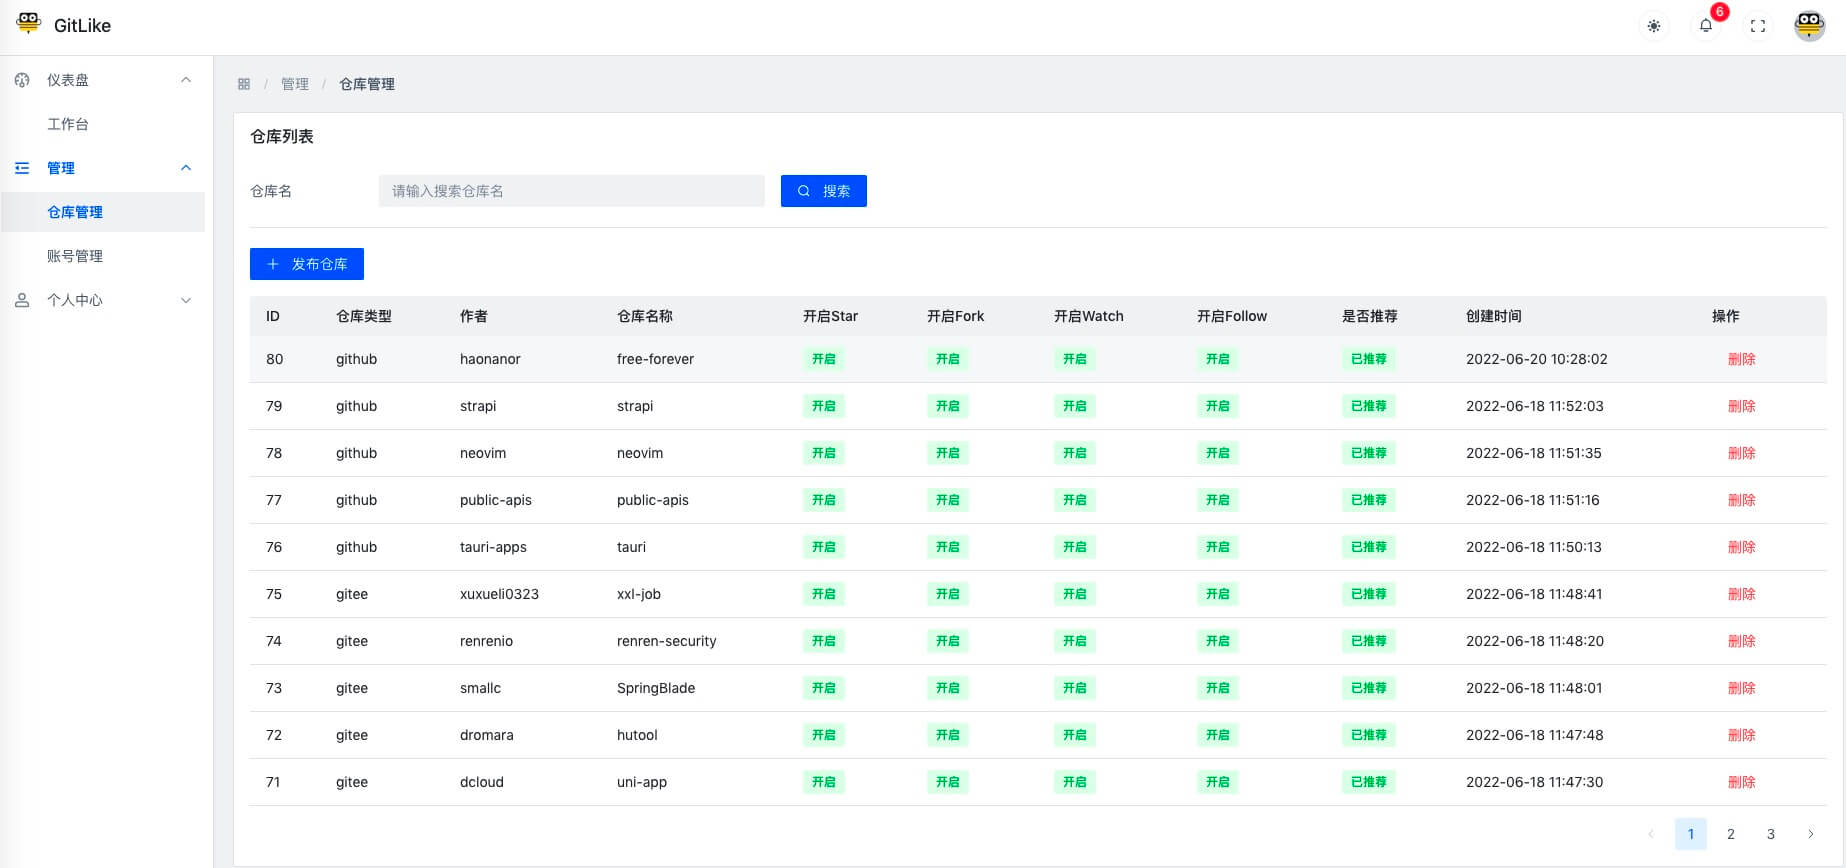 GitLike
6
仪表盘
工作台
管理
仓库管理
账号管理
个人中心
/ 管理 / 仓库管理
仓库列表
仓库名 请输入搜索仓库名 搜索
发布仓库
ID 仓库类型 作者 仓库名称 开启Star 开启Fork 开启Watch 开启Follow 是否推荐 创建时间 操作
80 github haonanor free-forever 开启 开启 开启 开启 已推荐 2022-06-20 10:28:02 删除
79 github strapi strapi 开启 开启 开启 开启 已推荐 2022-06-18 11:52:03 删除
78 github neovim neovim 开启 开启 开启 开启 已推荐 2022-06-18 11:51:35 删除
77 github public-apis public-apis 开启 开启 开启 开启 已推荐 2022-06-18 11:51:16 删除
76 github tauri-apps tauri 开启 开启 开启 开启 已推荐 2022-06-18 11:50:13 删除
75 gitee xuxueli0323 xxl-job 开启 开启 开启 开启 已推荐 2022-06-18 11:48:41 删除
74 gitee renrenio renren-security 开启 开启 开启 开启 已推荐 2022-06-18 11:48:20 删除
73 gitee smallc SpringBlade 开启 开启 开启 开启 已推荐 2022-06-18 11:48:01 删除
72 gitee dromara hutool 开启 开启 开启 开启 已推荐 2022-06-18 11:47:48 删除
71 gitee dcloud uni-app 开启 开启 开启 开启 已推荐 2022-06-18 11:47:30 删除
1 2 3